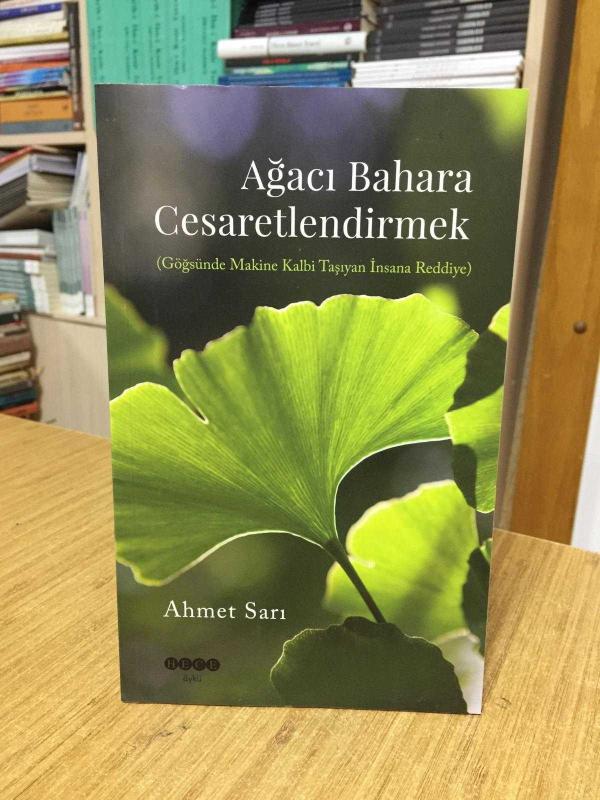 Ağacı Bahara
Cesaretlendirmek
(Göğsünde Makine Kalbi Taşıyan İnsana Reddiye)
Ahmet Sarı
HECE
öykü